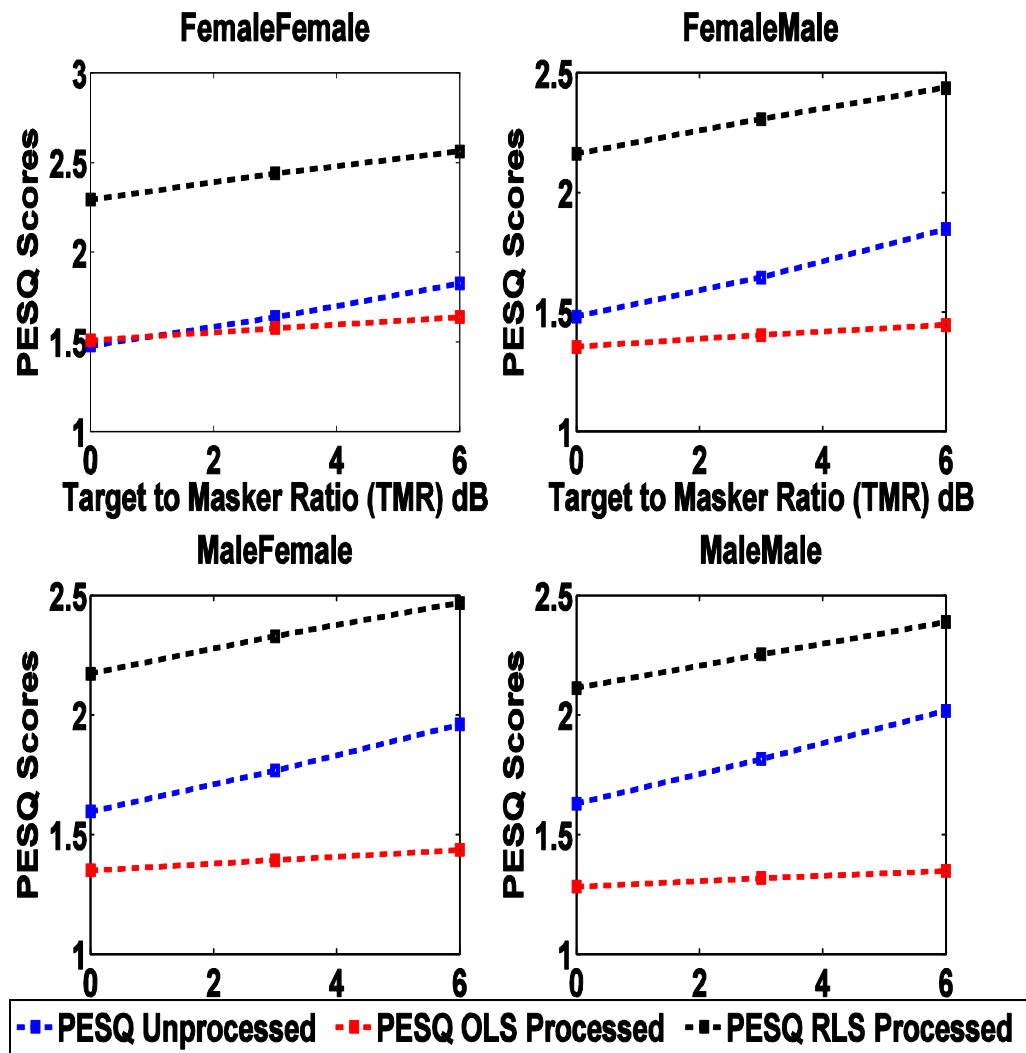 FemaleFemale
3
2.5
2
1.5
1
PESQ Scores
0 2 4 6
Target to Masker Ratio (TMR) dB
FemaleMale
2.5
2
1.5
1
PESQ Scores
0 2 4 6
Target to Masker Ratio (TMR) dB
MaleFemale
2.5
2
1.5
1
PESQ Scores
0 2 4 6
MaleMale
2.5
2
1.5
1
PESQ Scores
0 2 4 6
PESQ Unprocessed PESQ OLS Processed PESQ RLS Processed